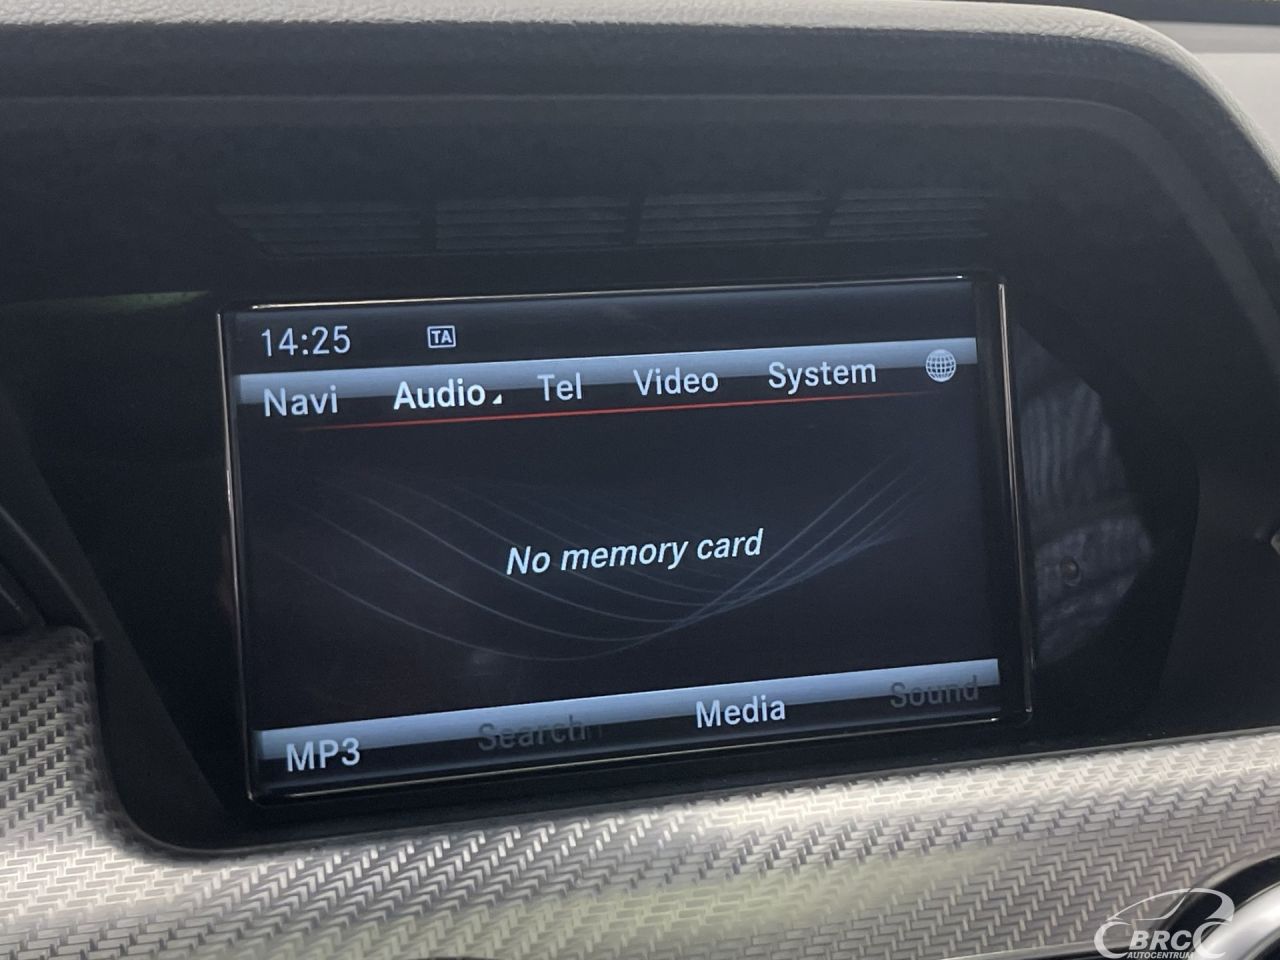 14:25 TA
Navi Audio Tel Video System
No memory card
MP3 Search Media Sound
BRC
AUTOCENTRUM